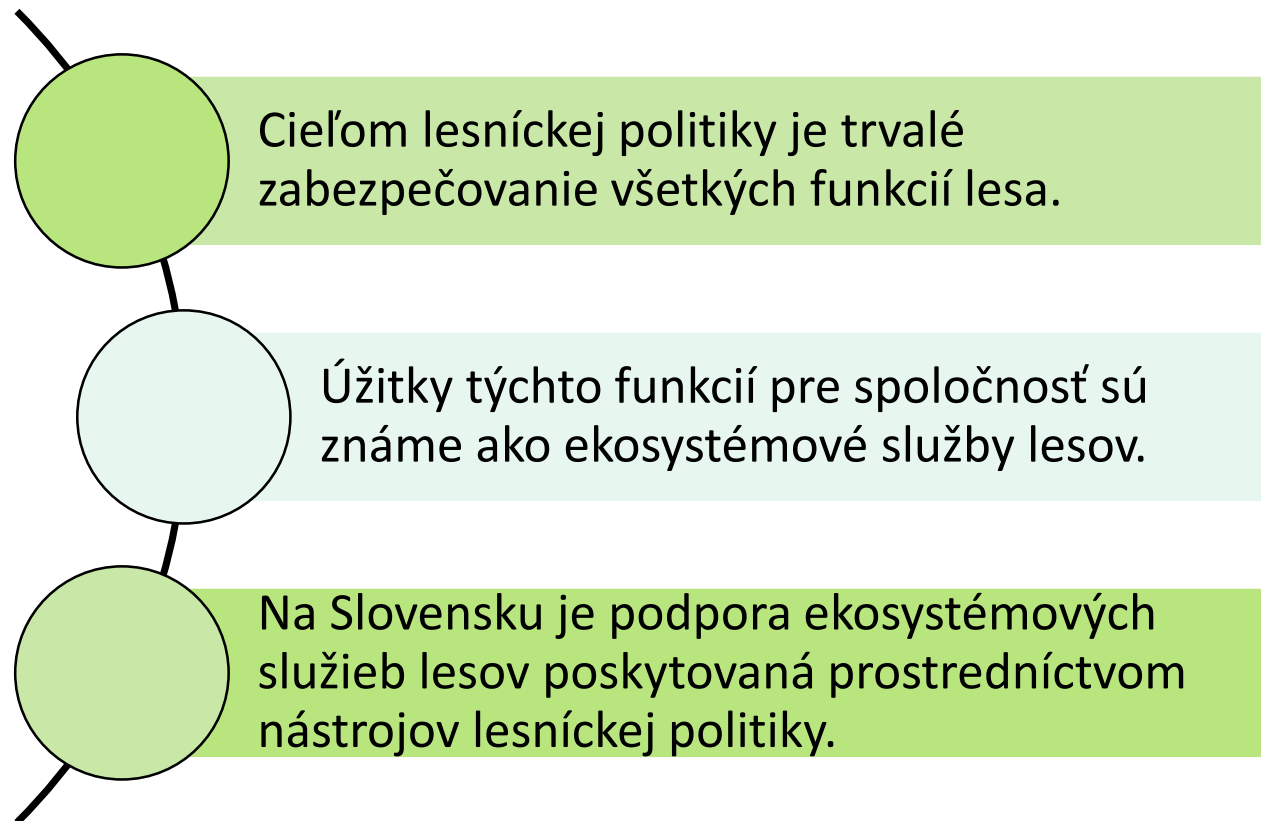 Cieľom lesníckej politiky je trvalé
zabezpečovanie všetkých funkcií lesa.
Úžitky týchto funkcií pre spoločnosť sú
známe ako ekosystémové služby lesov.
Na Slovensku je podpora ekosystémových
služieb lesov poskytovaná prostredníctvom
nástrojov lesníckej politiky.